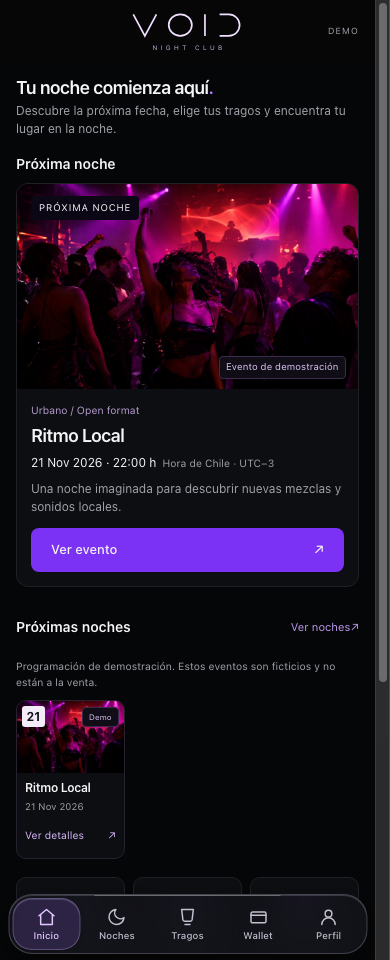 VOID
NIGHT CLUB
DEMO
Tu noche comienza aquí.
Descubre la próxima fecha, elige tus tragos y encuentra tu
lugar en la noche.
Próxima noche
PRÓXIMA NOCHE
Evento de demostración
Urbano / Open format
Ritmo Local
21 Nov 2026 · 22:00 h Hora de Chile · UTC−3
Una noche imaginada para descubrir nuevas mezclas y
sonidos locales.
Ver evento
Próximas noches
Ver noches
Programación de demostración. Estos eventos son ficticios y no
están a la venta.
21
Demo
Ritmo Local
21 Nov 2026
Ver detalles
Inicio
Noches
Tragos
Wallet
Perfil